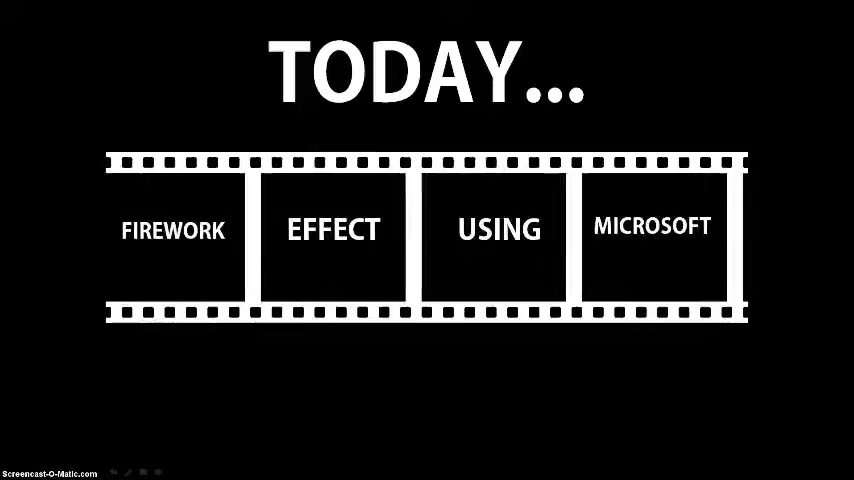 TODAY...
FIREWORK EFFECT USING MICROSOFT
Screencast-O-Matic.com